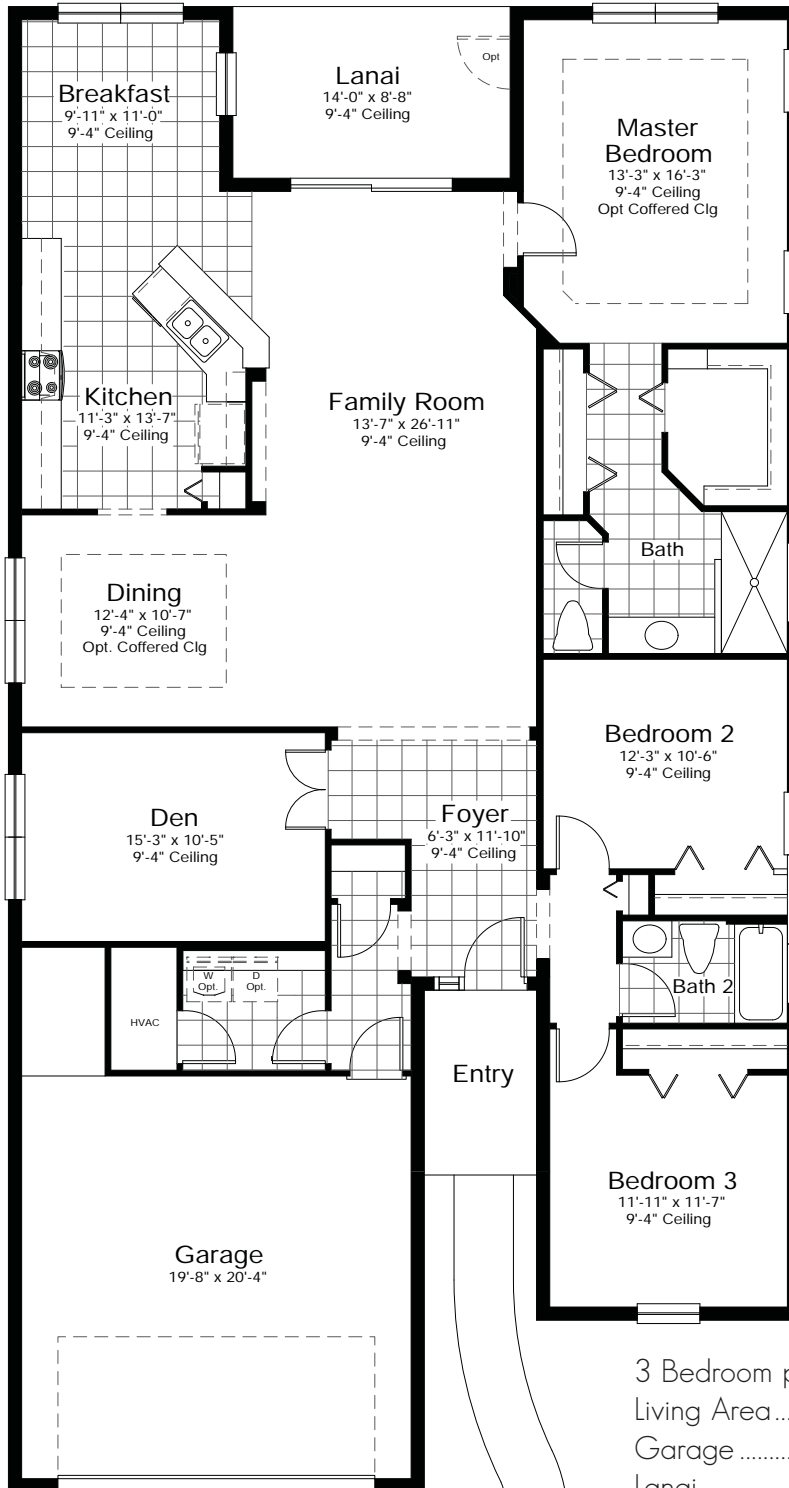 Breakfast
9'-11" x 11'-0"
9'-4" Ceiling
Lanai
14'-0" x 8'-8"
9'-4" Ceiling
Opt
Master
Bedroom
13'-3" x 16'-3"
9'-4" Ceiling
Opt Coffered Clg
Kitchen
11'-3" x 13'-7"
9'-4" Ceiling
Family Room
13'-7" x 26'-11"
9'-4" Ceiling
Bath
Dining
12'-4" x 10'-7"
9'-4" Ceiling
Opt. Coffered Clg
Bedroom 2
12'-3" x 10'-6"
9'-4" Ceiling
Den
15'-3" x 10'-5"
9'-4" Ceiling
Foyer
6'-3" x 11'-10"
9'-4" Ceiling
W
Opt.
D
Opt.
HVAC
Bath 2
Entry
Bedroom 3
11'-11" x 11'-7"
9'-4" Ceiling
Garage
19'-8" x 20'-4"
3 Bedroom
Living Area...
Garage .........
Lanai